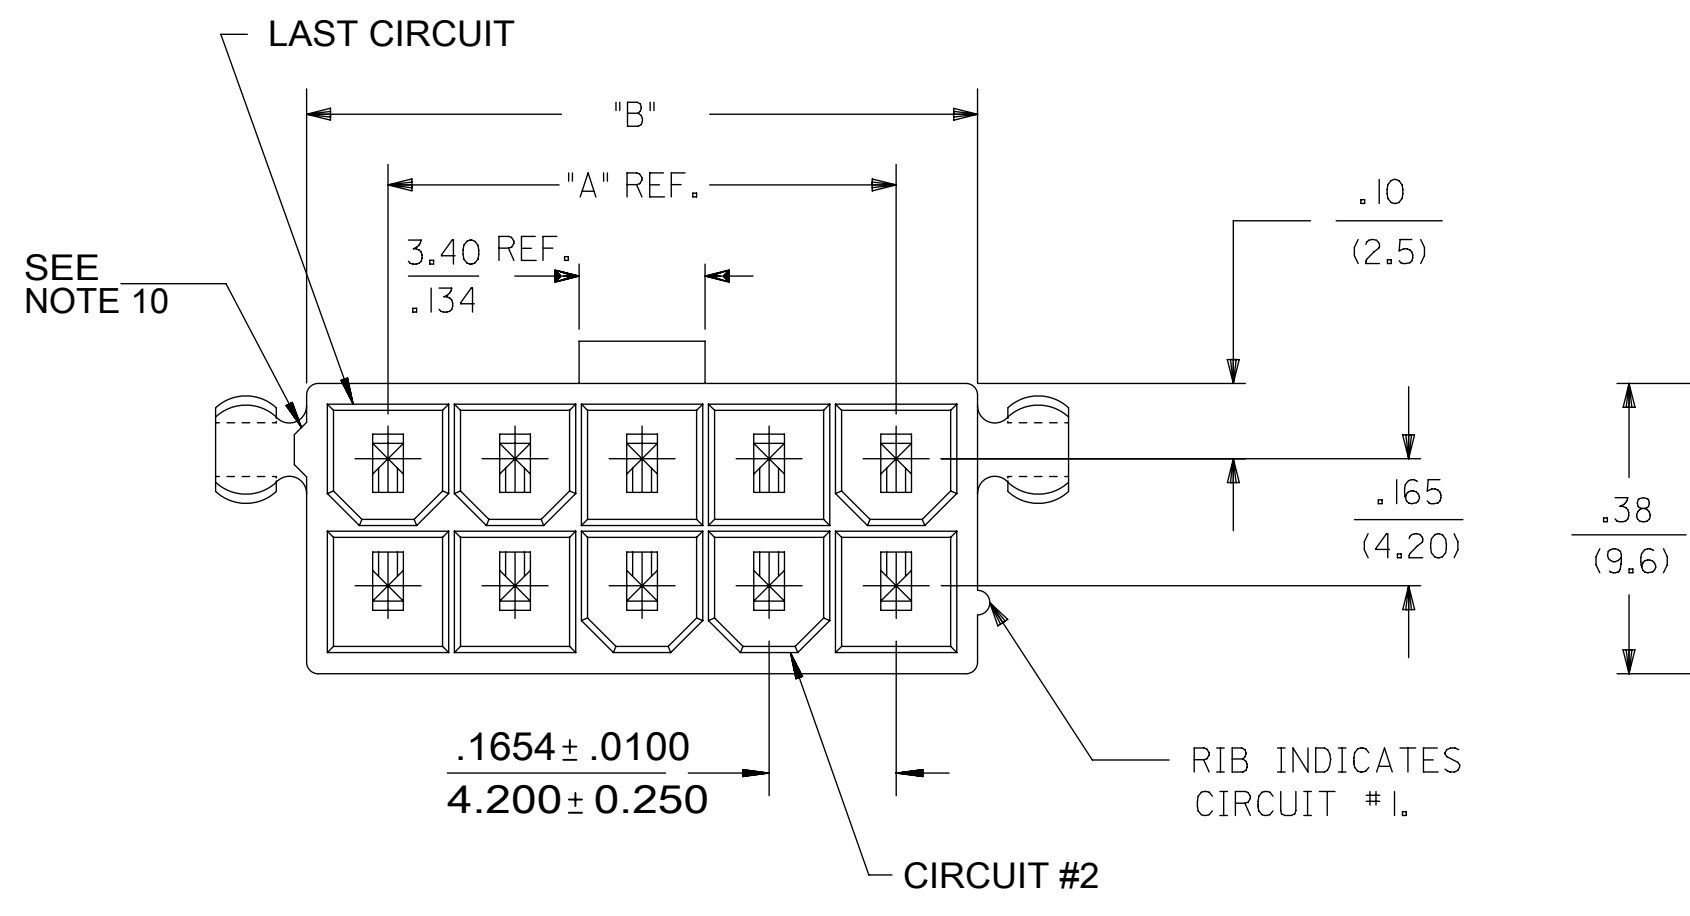 LAST CIRCUIT
"B"
"A" REF.
.10
(2.5)
3.40 REF.
.134
SEE
NOTE 10
.165
(4.20)
.38
(9.6)
.1654 ± .0100
4.200 ± 0.250
RIB INDICATES
CIRCUIT #1.
CIRCUIT #2